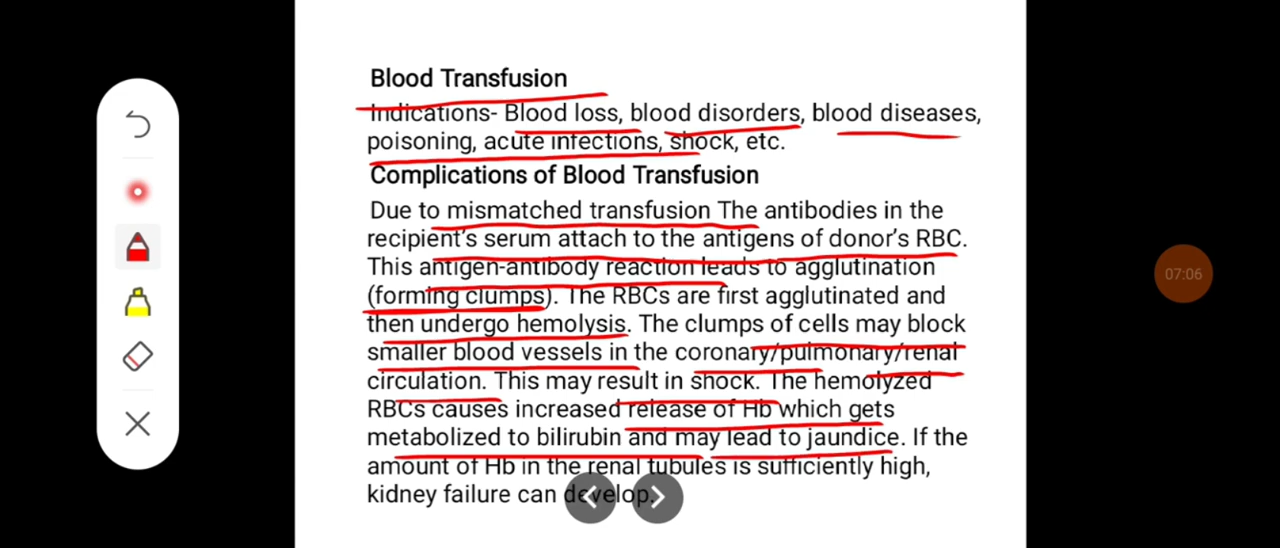 Blood Transfusion
Indications- Blood loss, blood disorders, blood diseases,
poisoning, acute infections, shock, etc.
Complications of Blood Transfusion
Due to mismatched transfusion The antibodies in the
recipient's serum attach to the antigens of donor's RBC.
This antigen-antibody reaction leads to agglutination
(forming clumps). The RBCs are first agglutinated and
then undergo hemolysis. The clumps of cells may block
smaller blood vessels in the coronary/pulmonary/renal
circulation. This may result in shock. The hemolyzed
RBCs causes increased release of Hb which gets
metabolized to bilirubin and may lead to jaundice. If the
amount of Hb in the renal tubules is sufficiently high,
kidney failure can develop.
07:06